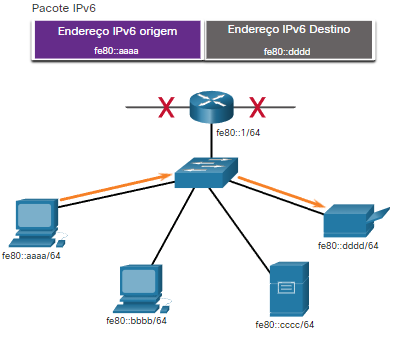 Pacote IPv6
Endereço IPv6 origem
fe80::aaaa
Endereço IPv6 Destino
fe80::dddd
fe80::1/64
fe80::aaaa/64
fe80::dddd/64
fe80::bbbb/64
fe80::cccc/64